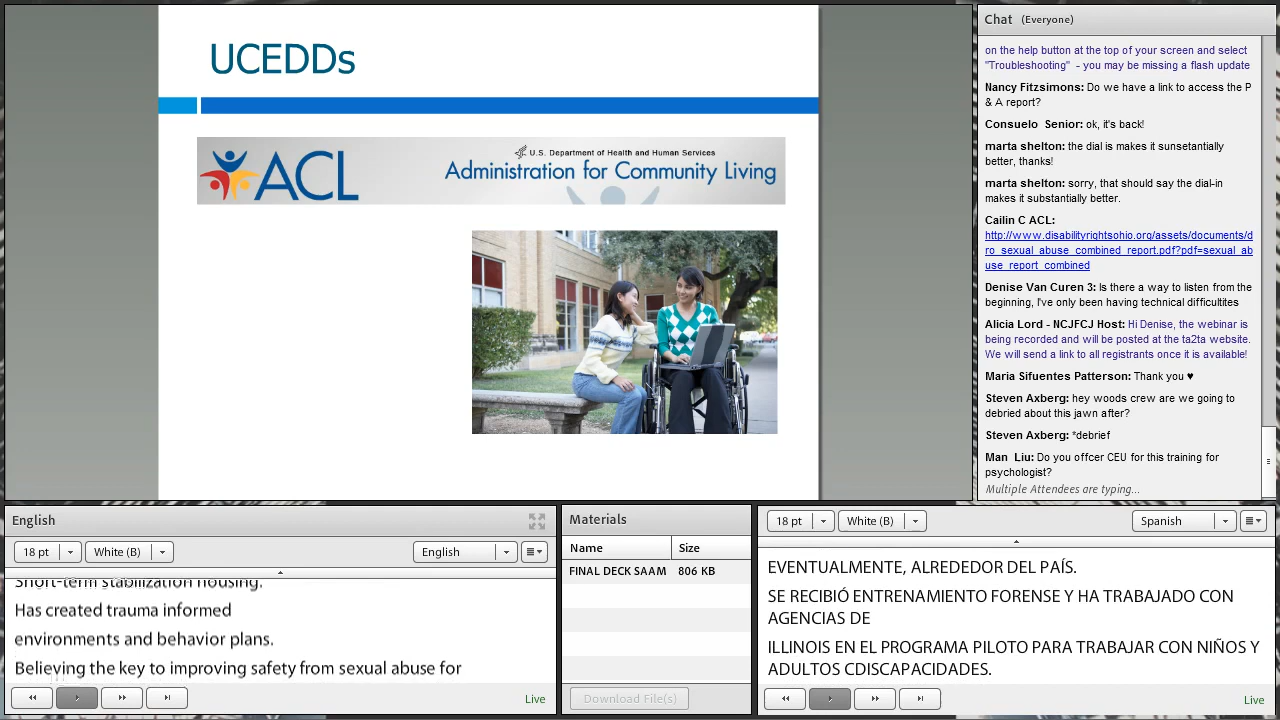 UCEDDs
ACL
U.S. Department of Health and Human Services
Administration for Community Living
Chat (Everyone)
on the help button at the top of your screen and select
"Troubleshooting" - you may be missing a flash update
Nancy Fitzsimons: Do we have a link to access the P
& A report?
Consuelo Senior: ok, it's back!
marta shelton: the dial is makes it sunsetantially
better, thanks!
marta shelton: sorry, that should say the dial-in
makes it substantially better.
Cailin C ACL:
http://www.disabilityrightsohio.org/assets/documents/d
ro_sexual_abuse_combined_report.pdf?pdf=sexual_ab
use_report_combined
Denise Van Curen 3: Is there a way to listen from the
beginning, I've only been having technical difficultites
Alicia Lord - NCJFCJ Host: Hi Denise, the webinar is
being recorded and will be posted at the ta2ta website.
We will send a link to all registrants once it is available!
Maria Sifuentes Patterson: Thank you ♥
Steven Axberg: hey woods crew are we going to
debried about this jawn after?
Steven Axberg: *debrief
Man Liu: Do you offcer CEU for this training for
psychologist?
Multiple Attendees are typing...
English
18 pt White (B) English
Short-term stabilization housing.
Has created trauma informed
environments and behavior plans.
Believing the key to improving safety from sexual abuse for
Live
Materials
Name Size
FINAL DECK SAAM 806 KB
Download File(s)
18 pt White (B) Spanish
EVENTUALMENTE, ALREDEDOR DEL PAÍS.
SE RECIBIÓ ENTRENAMIENTO FORENSE Y HA TRABAJADO CON
AGENCIAS DE
ILLINOIS EN EL PROGRAMA PILOTO PARA TRABAJAR CON NIÑOS Y
ADULTOS CDISCAPACIDADES.
Live